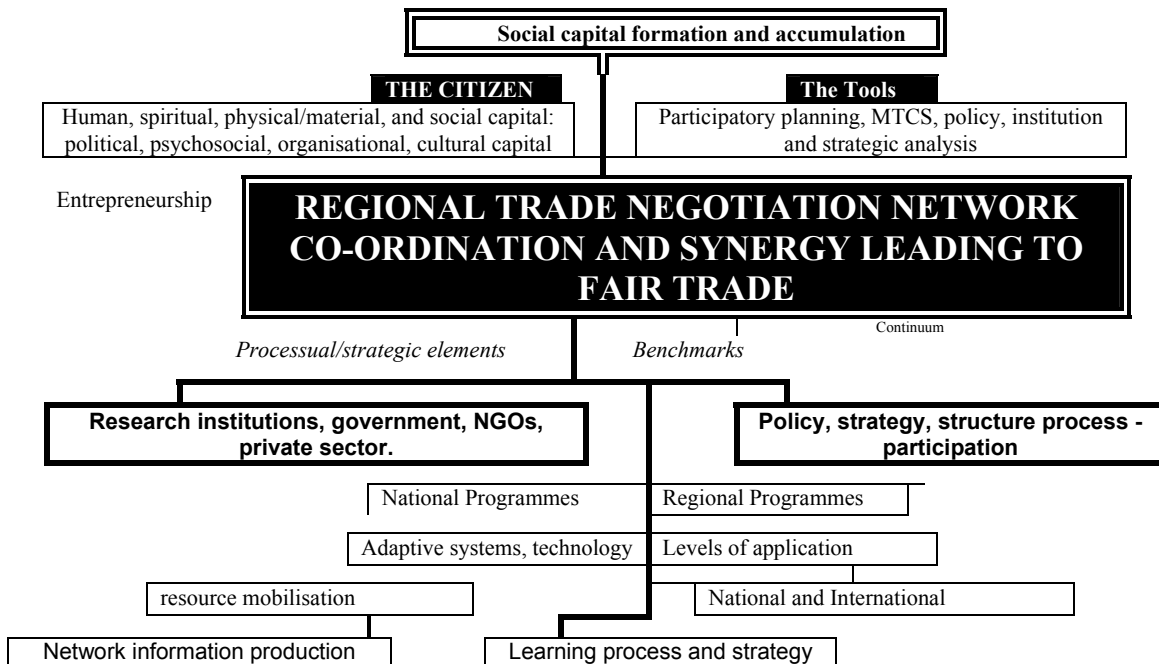 Social capital formation and accumulation
THE CITIZEN
Human, spiritual, physical/material, and social capital:
political, psychosocial, organisational, cultural capital
The Tools
Participatory planning, MTCS, policy, institution
and strategic analysis
Entrepreneurship
REGIONAL TRADE NEGOTIATION NETWORK
CO-ORDINATION AND SYNERGY LEADING TO
FAIR TRADE
Continuum
Processual/strategic elements
Benchmarks
Research institutions, government, NGOs,
private sector.
Policy, strategy, structure process -
participation
National Programmes
Regional Programmes
Adaptive systems, technology
Levels of application
resource mobilisation
National and International
Network information production
Learning process and strategy